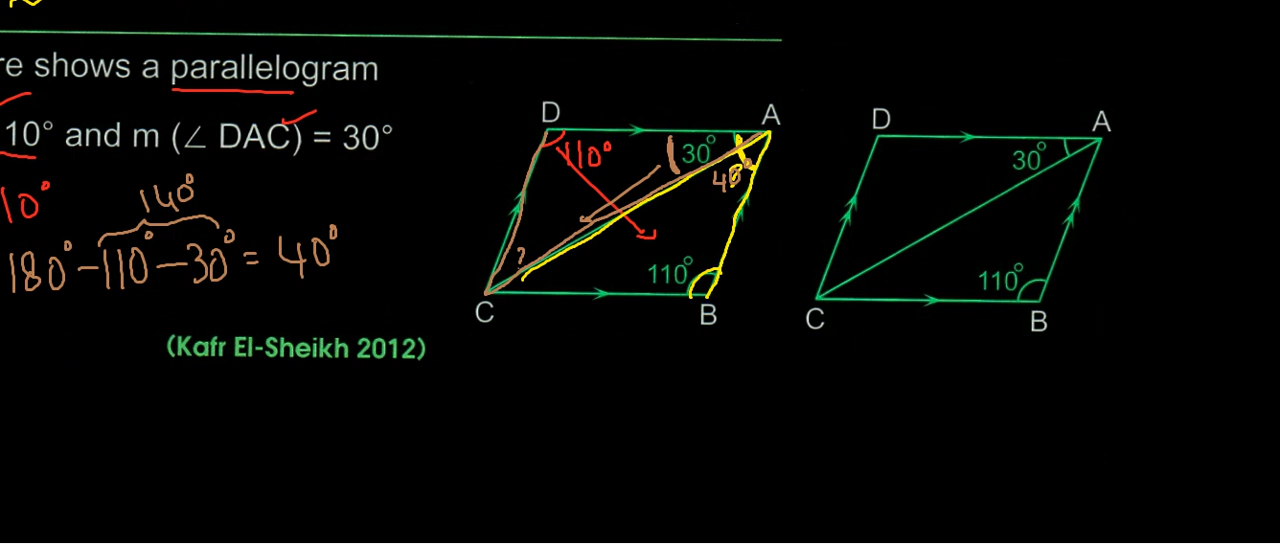 re shows a parallelogram
10° and m (∠ DAC) = 30°
10°
140°
180° - 110° - 30° = 40°
(Kafr El-Sheikh 2012)
D A
110° 30°
40°
?
110°
C B
D A
30°
110°
C B